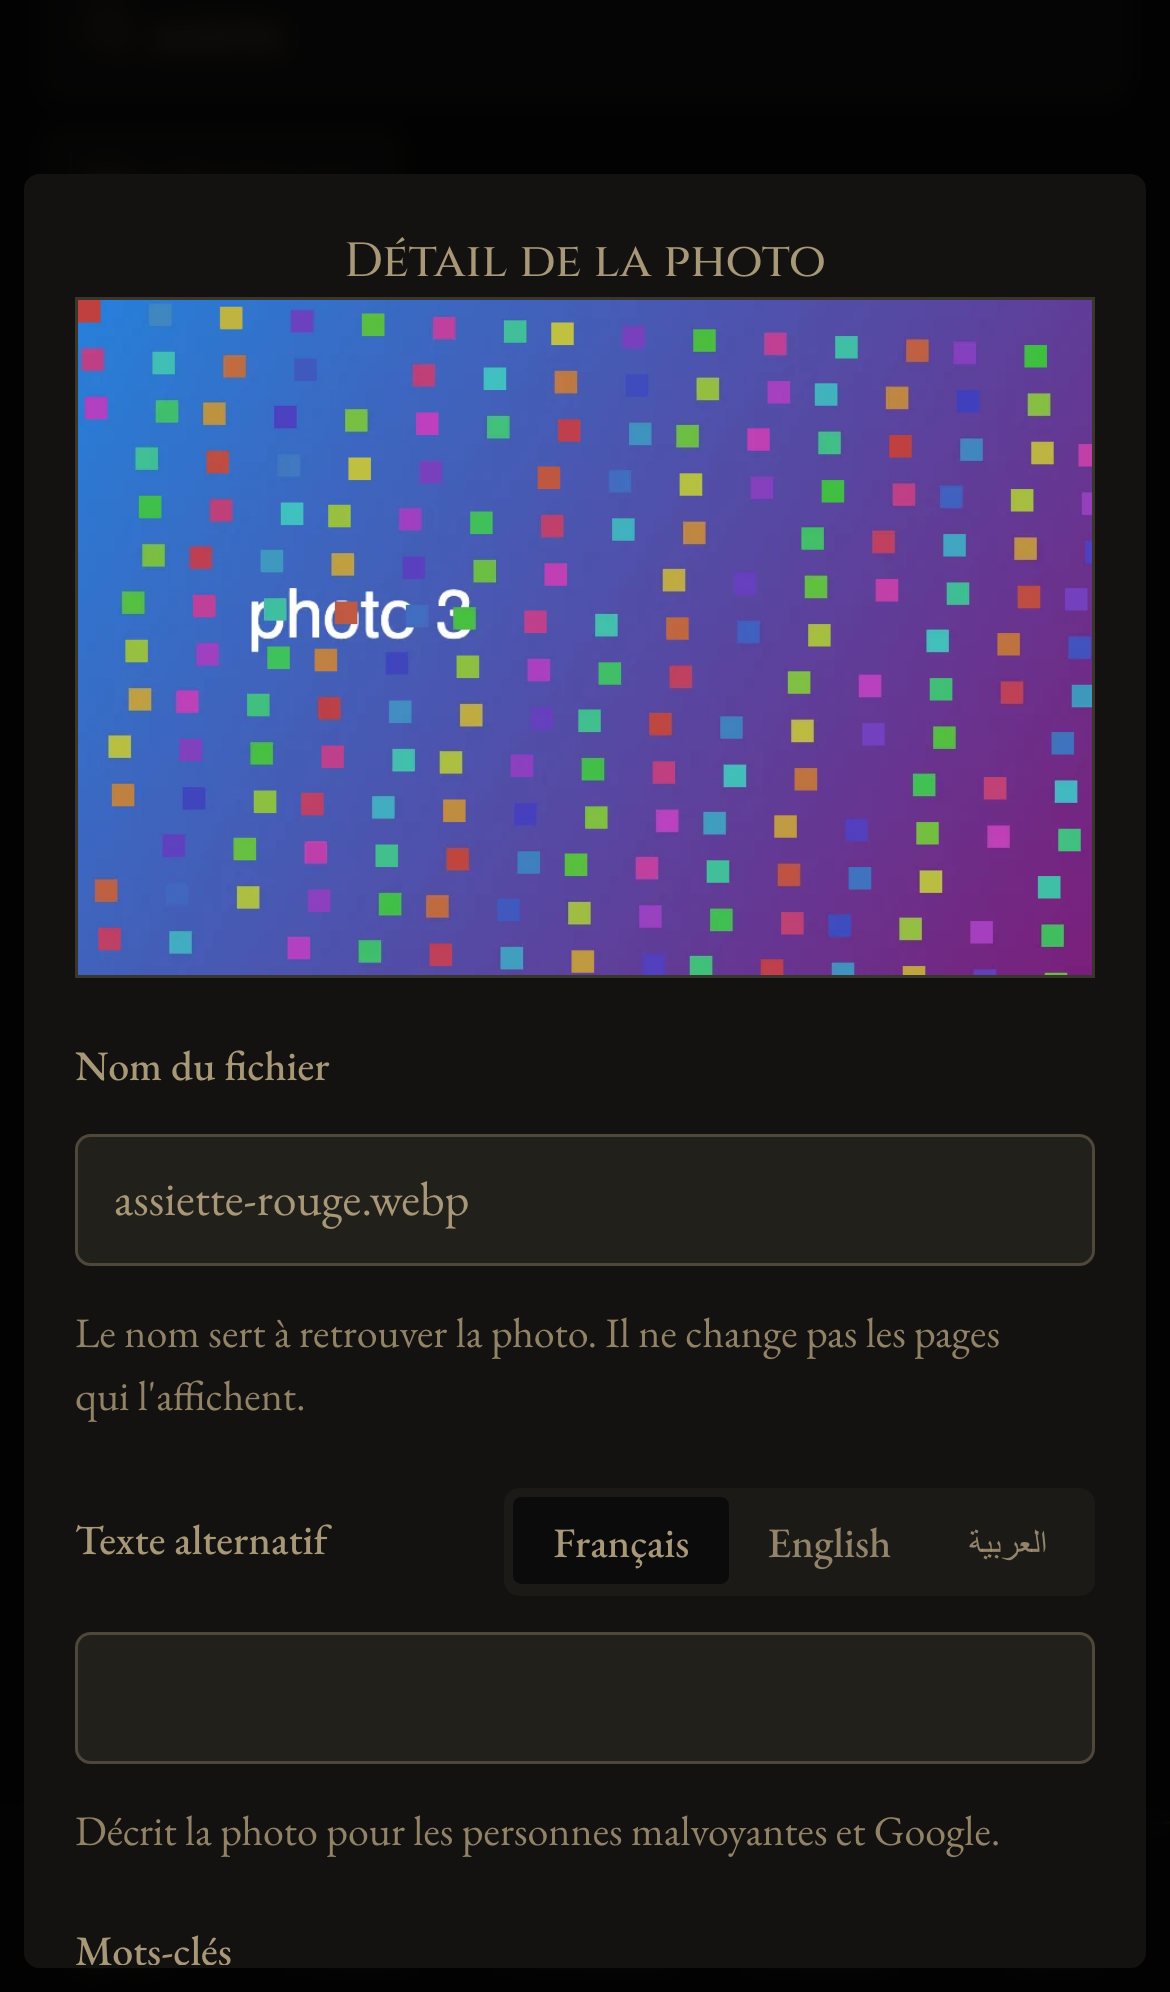 Détail de la photo
photo 3
Nom du fichier
assiette-rouge.webp
Le nom sert à retrouver la photo. Il ne change pas les pages
qui l'affichent.
Texte alternatif Français English العربية
Décrit la photo pour les personnes malvoyantes et Google.
Mots-clés